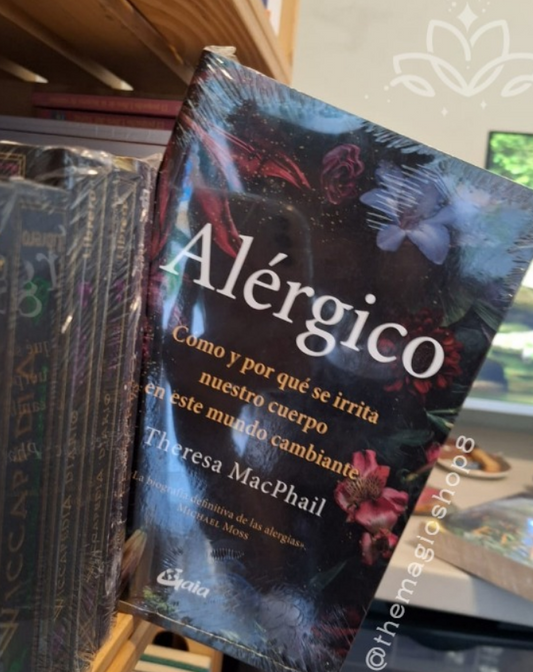 Alérgico
Como y por qué se irrita
nuestro cuerpo
en este mundo cambiante
Theresa MacPhail
«La biografía definitiva de las alergias».
MICHAEL MOSS
Gaia
@themagioshop8